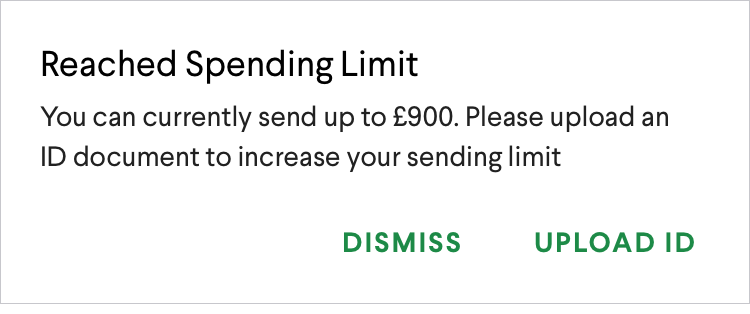 Reached Spending Limit
You can currently send up to £900. Please upload an
ID document to increase your sending limit
DISMISS UPLOAD ID